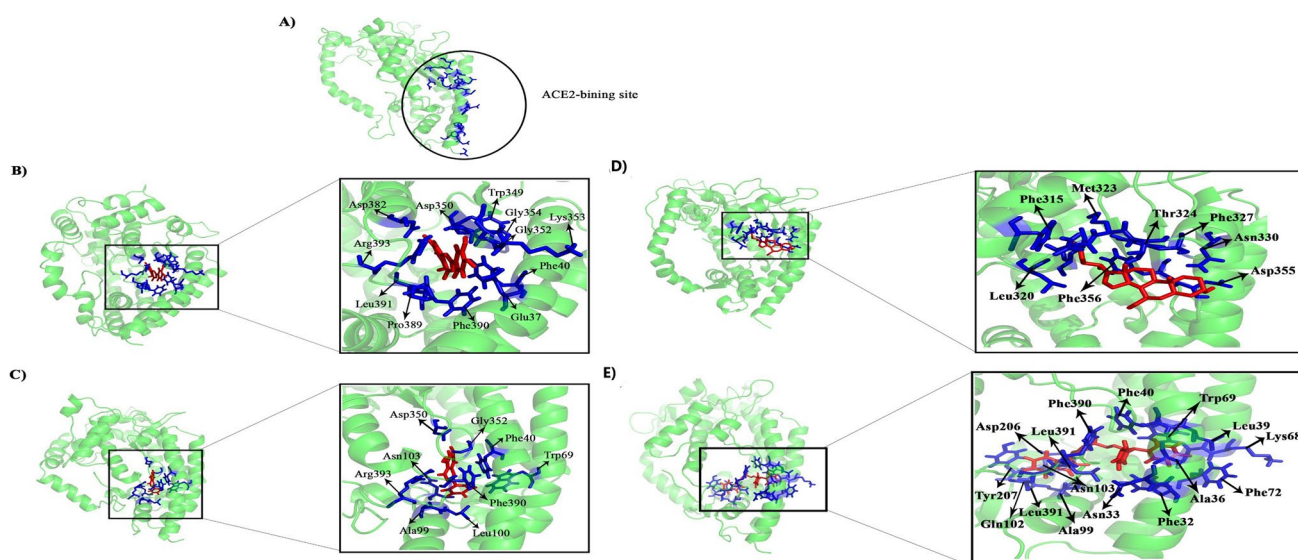 A)
ACE2-bining site
B)
Trp349
Asp382
Asp350
Gly354
Lys353
Gly352
Arg393
Phe40
Leu391
Glu37
Pro389
Phe390
D)
Met323
Phe315
Thr324
Phe327
Asn330
Asp355
Leu320
Phe356
C)
Asp350
Gly352
Phe40
Asn103
Trp69
Arg393
Phe390
Ala99
Leu100
E)
Phe40
Phe390
Trp69
Asp206
Leu391
Leu39
Lys68
Tyr207
Asn103
Ala36
Phe72
Gln102
Leu391
Asn33
Phe32
Ala99